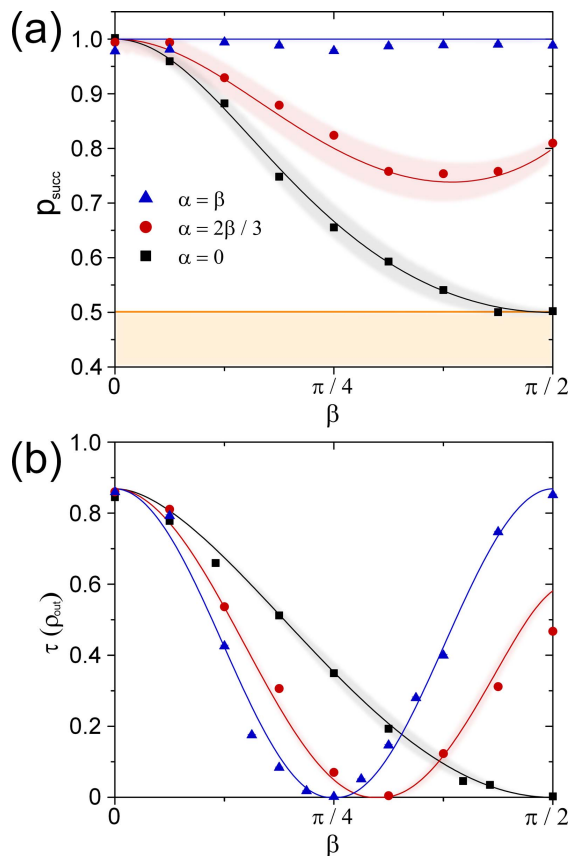 (a)
1.0
0.9
0.8
0.7
0.6
0.5
0.4
p_succ
α = β
α = 2β / 3
α = 0
0
π / 4
π / 2
β
(b)
1.0
0.8
0.6
0.4
0.2
0
τ (ρ_out)
0
π / 4
π / 2
β